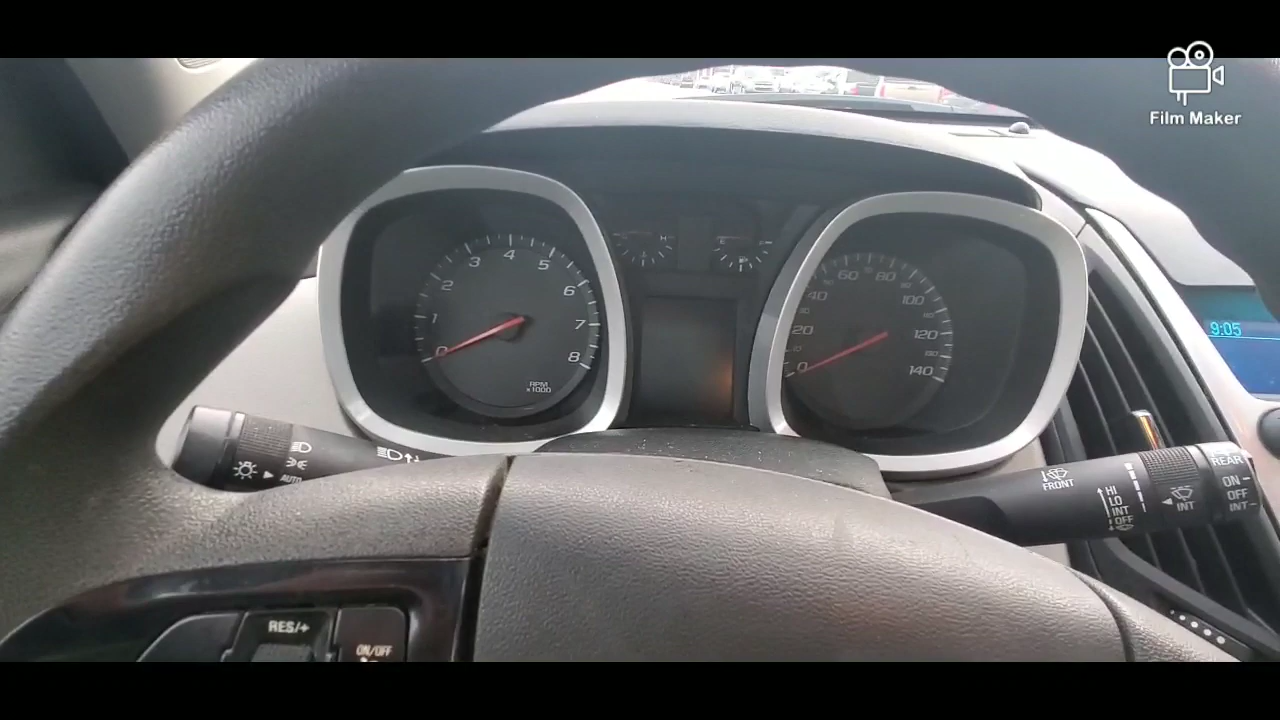 Film Maker
0
1
2
3
4
5
6
7
8
RPM
x1000
H
E
0
20
40
60
80
100
120
140
9:05
AUTO
FRONT
HI
LO
INT
OFF
INT
REAR
ON
OFF
INT
RES/+
ON/OFF